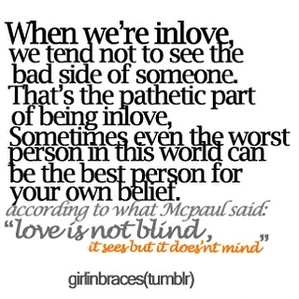 When we're inlove,
we tend not to see the
bad side of someone.
That's the pathetic part
of being inlove,
Sometimes even the worst
person in this world can
be the best person for
your own belief.
according to what Mcpaul said:
“love is not blind,
it sees but it does'nt mind”
girlinbraces(tumblr)